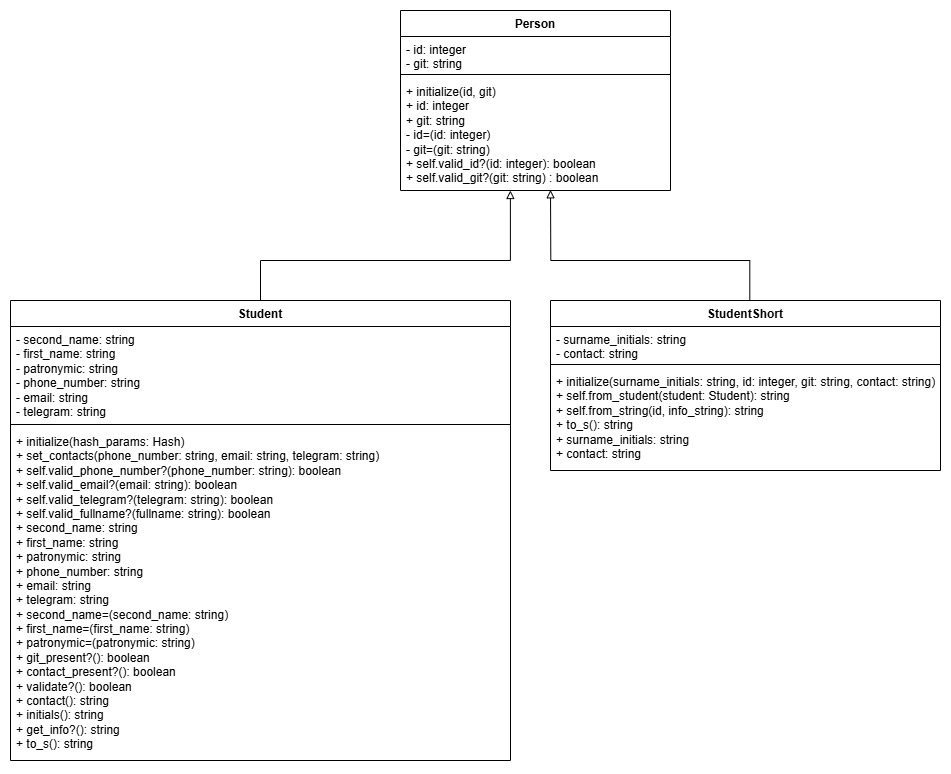 Person
- id: integer
- git: string
+ initialize(id, git)
+ id: integer
+ git: string
- id=(id: integer)
- git=(git: string)
+ self.valid_id?(id: integer): boolean
+ self.valid_git?(git: string) : boolean
Student
- second_name: string
- first_name: string
- patronymic: string
- phone_number: string
- email: string
- telegram: string
+ initialize(hash_params: Hash)
+ set_contacts(phone_number: string, email: string, telegram: string)
+ self.valid_phone_number?(phone_number: string): boolean
+ self.valid_email?(email: string): boolean
+ self.valid_telegram?(telegram: string): boolean
+ self.valid_fullname?(fullname: string): boolean
+ second_name: string
+ first_name: string
+ patronymic: string
+ phone_number: string
+ email: string
+ telegram: string
+ second_name=(second_name: string)
+ first_name=(first_name: string)
+ patronymic=(patronymic: string)
+ git_present?(): boolean
+ contact_present?(): boolean
+ validate?(): boolean
+ contact(): string
+ initials(): string
+ get_info?(): string
+ to_s(): string
StudentShort
- surname_initials: string
- contact: string
+ initialize(surname_initials: string, id: integer, git: string, contact: string)
+ self.from_student(student: Student): string
+ self.from_string(id, info_string): string
+ to_s(): string
+ surname_initials: string
+ contact: string